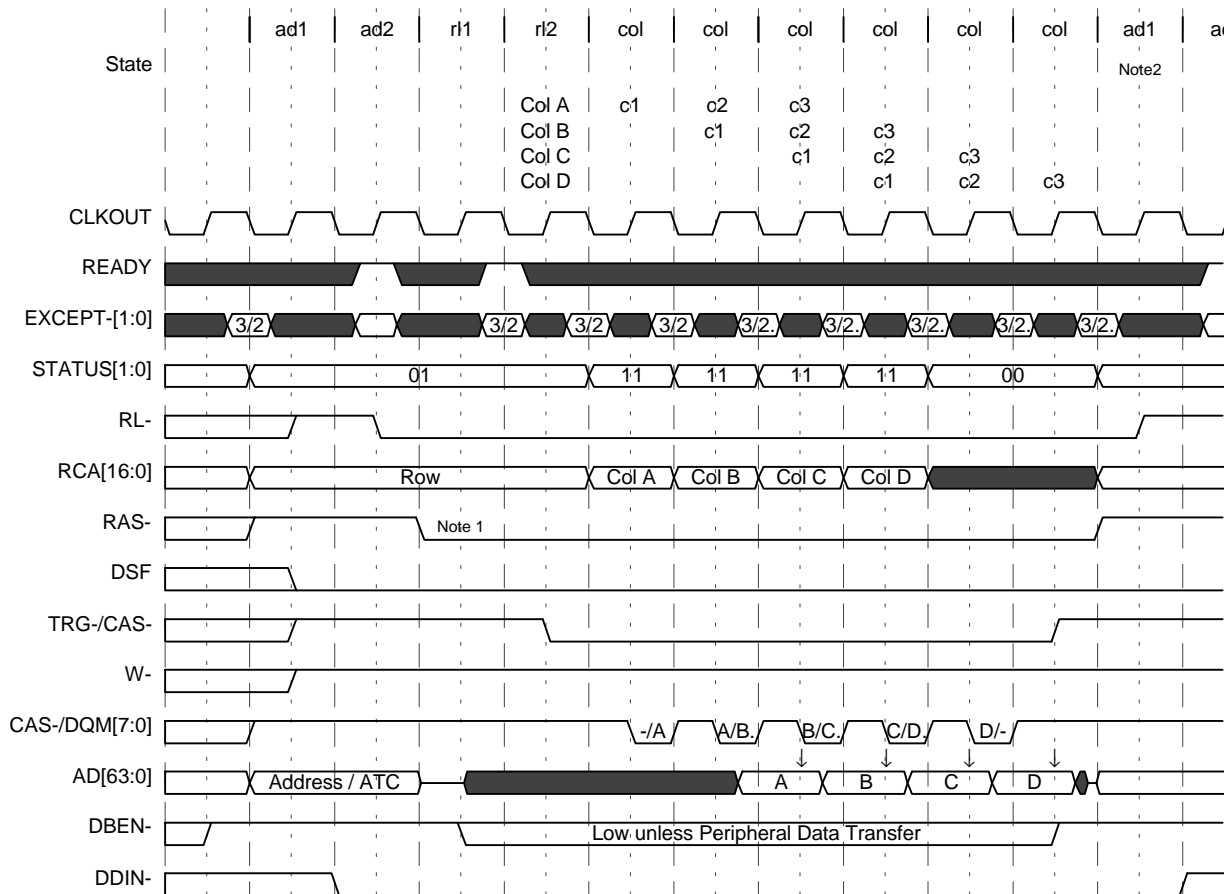 ad1 ad2 rl1 rl2 col col col col col col ad1
State
Note2
Col A c1 c2 c3
Col B c1 c2 c3
Col C c1 c2 c3
Col D c1 c2 c3
CLKOUT
READY
EXCEPT-[1:0] 3/2 3/2 3/2 3/2 3/2. 3/2. 3/2. 3/2. 3/2.
STATUS[1:0] 01 11 11 11 11 00
RL-
RCA[16:0] Row Col A Col B Col C Col D
RAS- Note 1
DSF
TRG-/CAS-
W-
CAS-/DQM[7:0] -/A A/B. B/C. C/D. D/-
AD[63:0] Address / ATC A B C D
DBEN- Low unless Peripheral Data Transfer
DDIN-